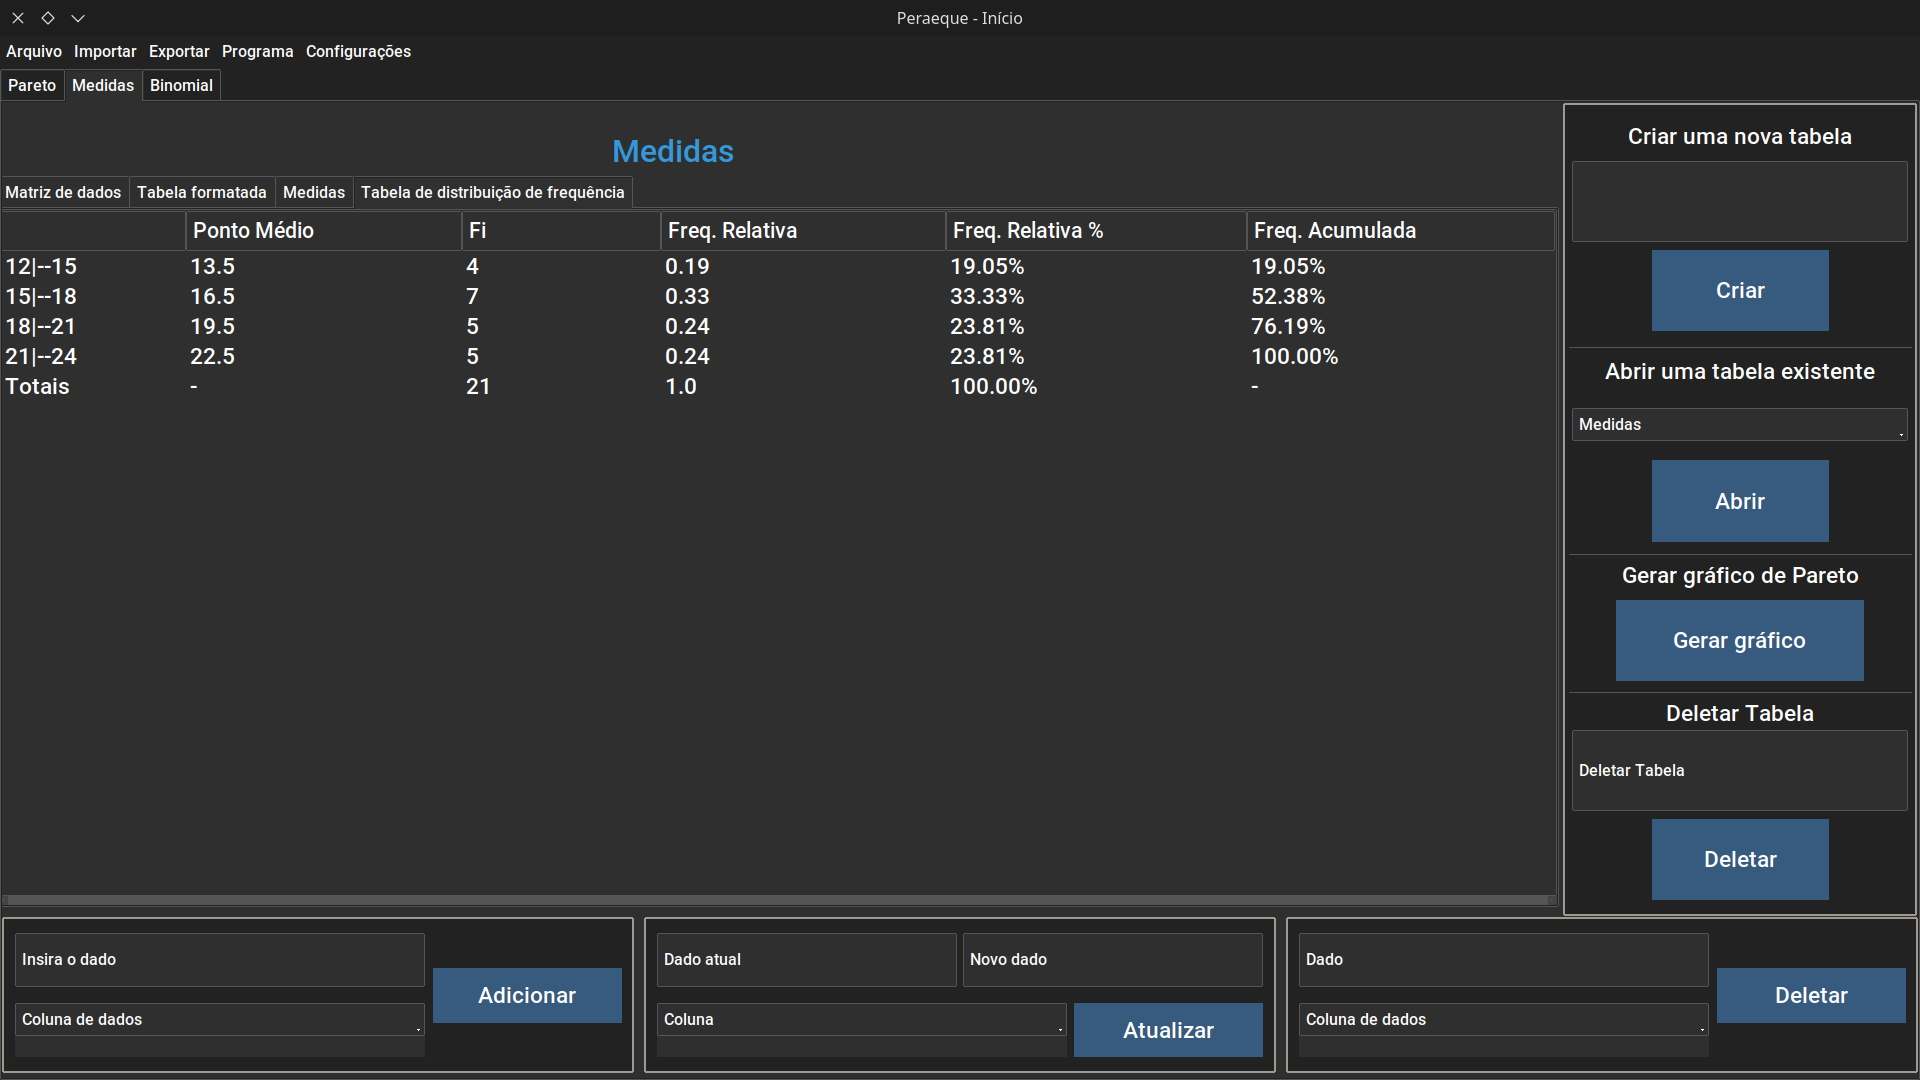 Peraeque - Início
Arquivo Importar Exportar Programa Configurações
Pareto Medidas Binomial
Medidas
Matriz de dados Tabela formatada Medidas Tabela de distribuição de frequência
Ponto Médio Fi Freq. Relativa Freq. Relativa % Freq. Acumulada
12|--15 13.5 4 0.19 19.05% 19.05%
15|--18 16.5 7 0.33 33.33% 52.38%
18|--21 19.5 5 0.24 23.81% 76.19%
21|--24 22.5 5 0.24 23.81% 100.00%
Totais - 21 1.0 100.00% -
Criar uma nova tabela
Criar
Abrir uma tabela existente
Medidas
Abrir
Gerar gráfico de Pareto
Gerar gráfico
Deletar Tabela
Deletar Tabela
Deletar
Insira o dado
Adicionar
Coluna de dados
Dado atual Novo dado
Coluna
Atualizar
Dado
Deletar
Coluna de dados